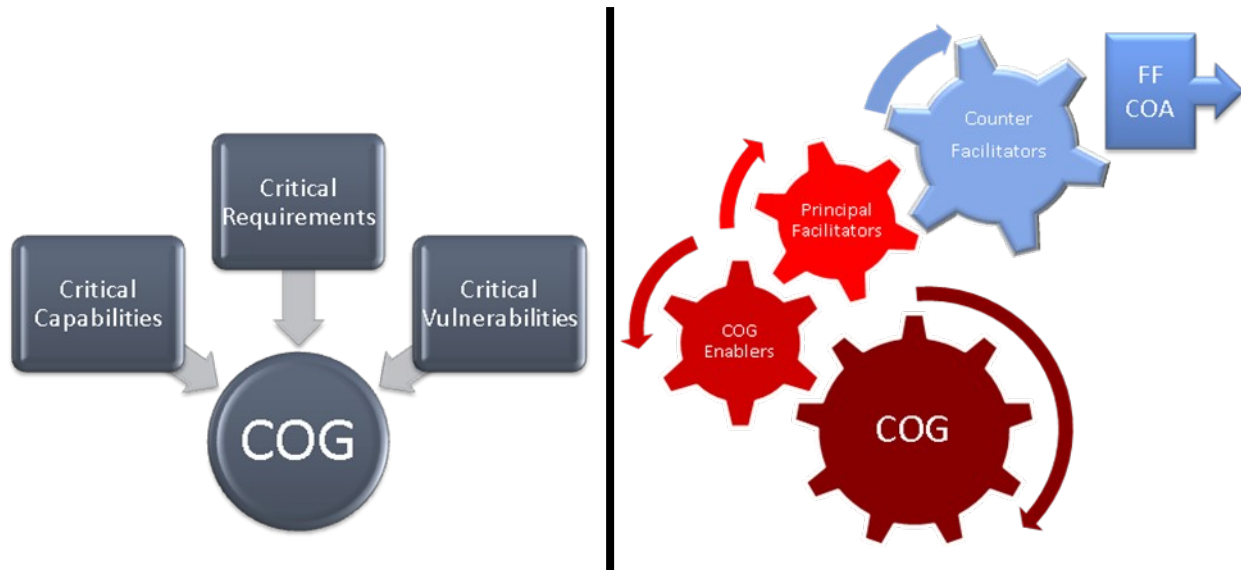 Critical
Requirements
Critical
Capabilities
Critical
Vulnerabilities
COG
FF
COA
Counter
Facilitators
Principal
Facilitators
COG
Enablers
COG